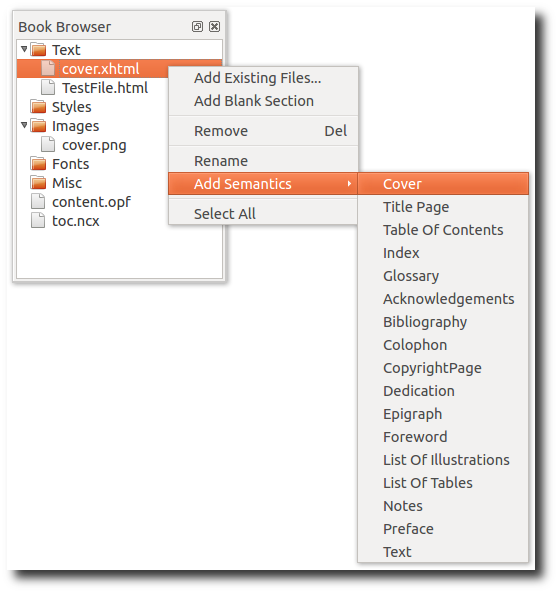 Book Browser
Text
cover.xhtml
TestFile.html
Styles
Images
cover.png
Fonts
Misc
content.opf
toc.ncx
Add Existing Files...
Add Blank Section
Remove Del
Rename
Add Semantics
Select All
Cover
Title Page
Table Of Contents
Index
Glossary
Acknowledgements
Bibliography
Colophon
CopyrightPage
Dedication
Epigraph
Foreword
List Of Illustrations
List Of Tables
Notes
Preface
Text